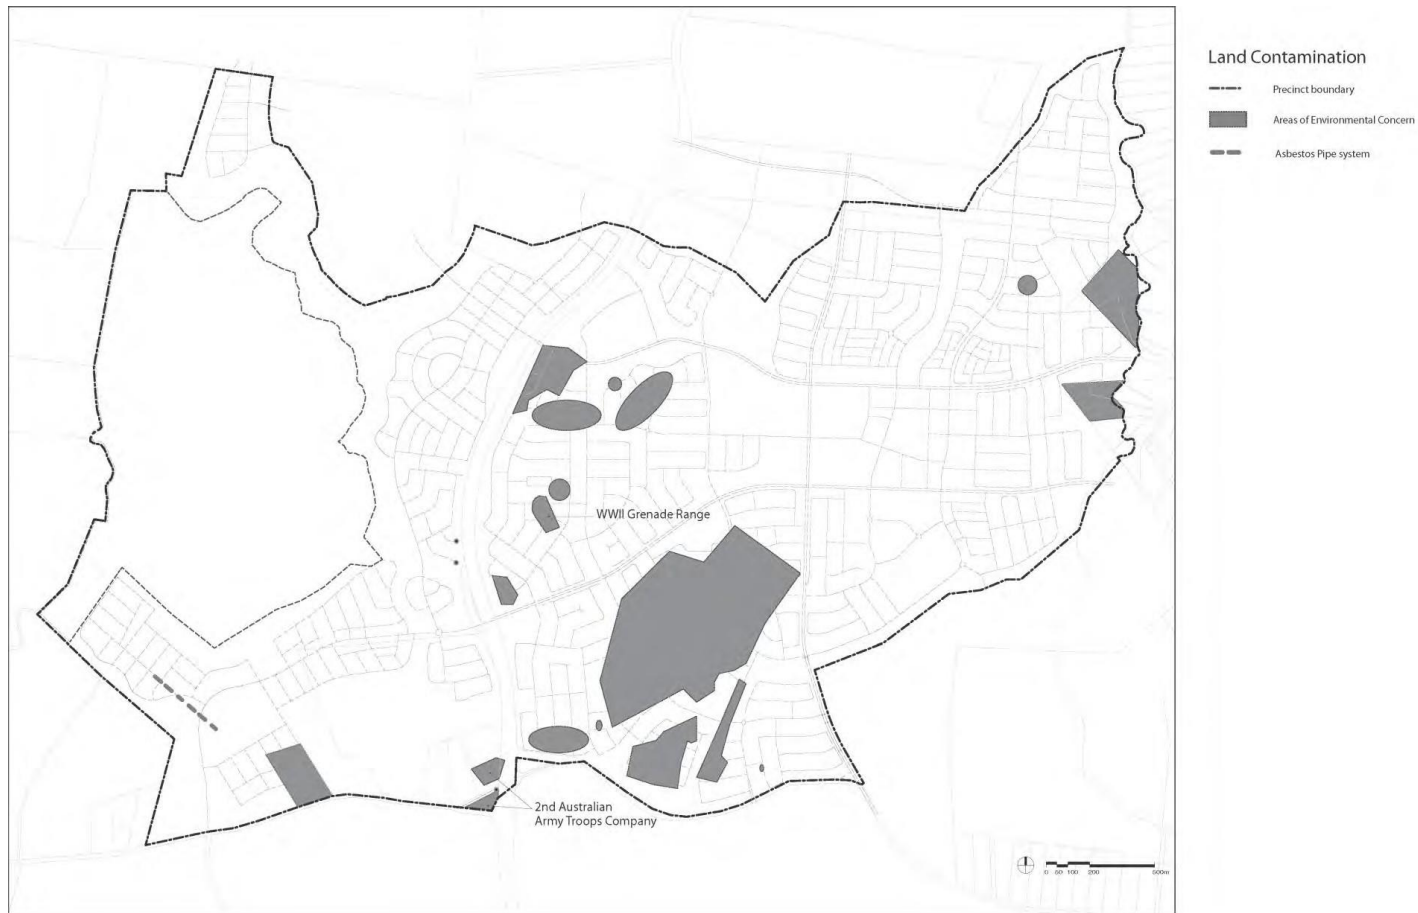 Land Contamination
Precinct boundary
Areas of Environmental Concern
Asbestos Pipe system
WWII Grenade Range
2nd Australian
Army Troops Company
0 50 100 200 500m